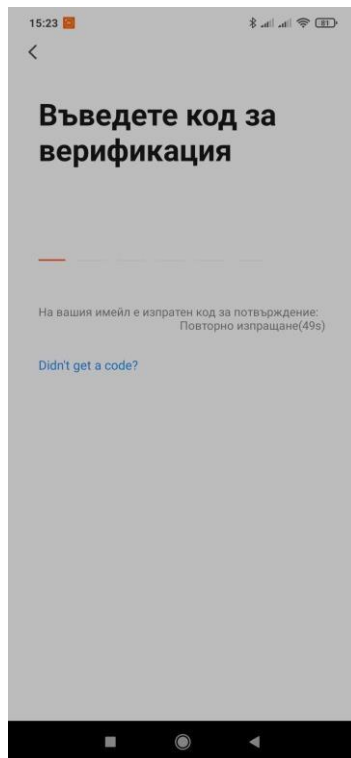 15:23
81
Въведете код за
верификация
На вашия имейл е изпратен код за потвърждение:
Повторно изпращане(49s)
Didn't get a code?